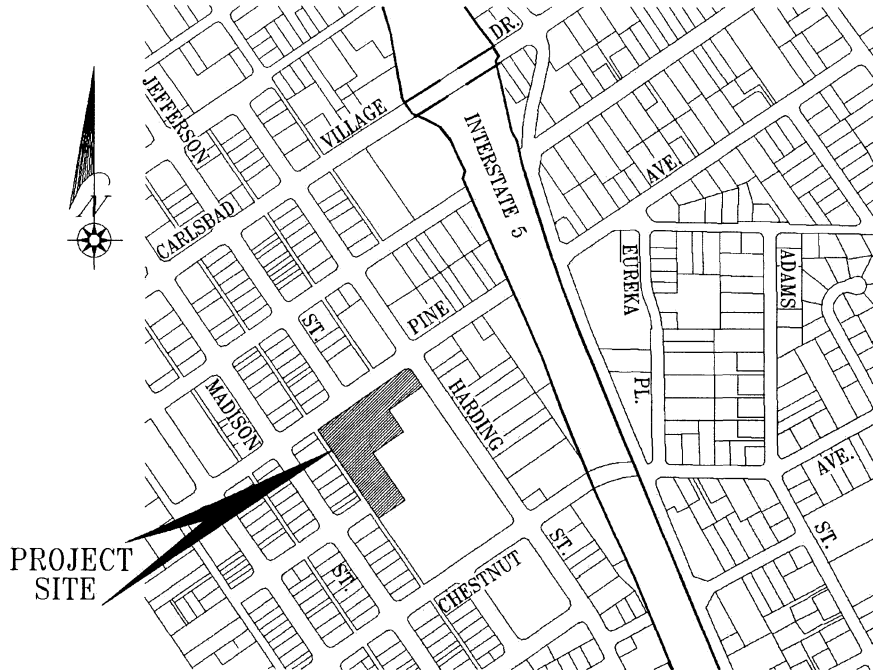 DR.
JEFFERSON
VILLAGE
INTERSTATE 5
AVE.
N
CARLSBAD
EUREKA
ADAMS
ST.
PINE
MADISON
HARDING
PL.
AVE.
PROJECT
SITE
ST.
CHESTNUT
ST.
ST.